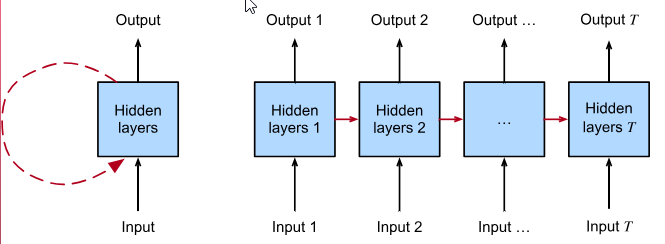 Output
Output 1
Output 2
Output ...
Output T
Hidden
layers
Hidden
layers 1
Hidden
layers 2
...
Hidden
layers T
Input
Input 1
Input 2
Input ...
Input T